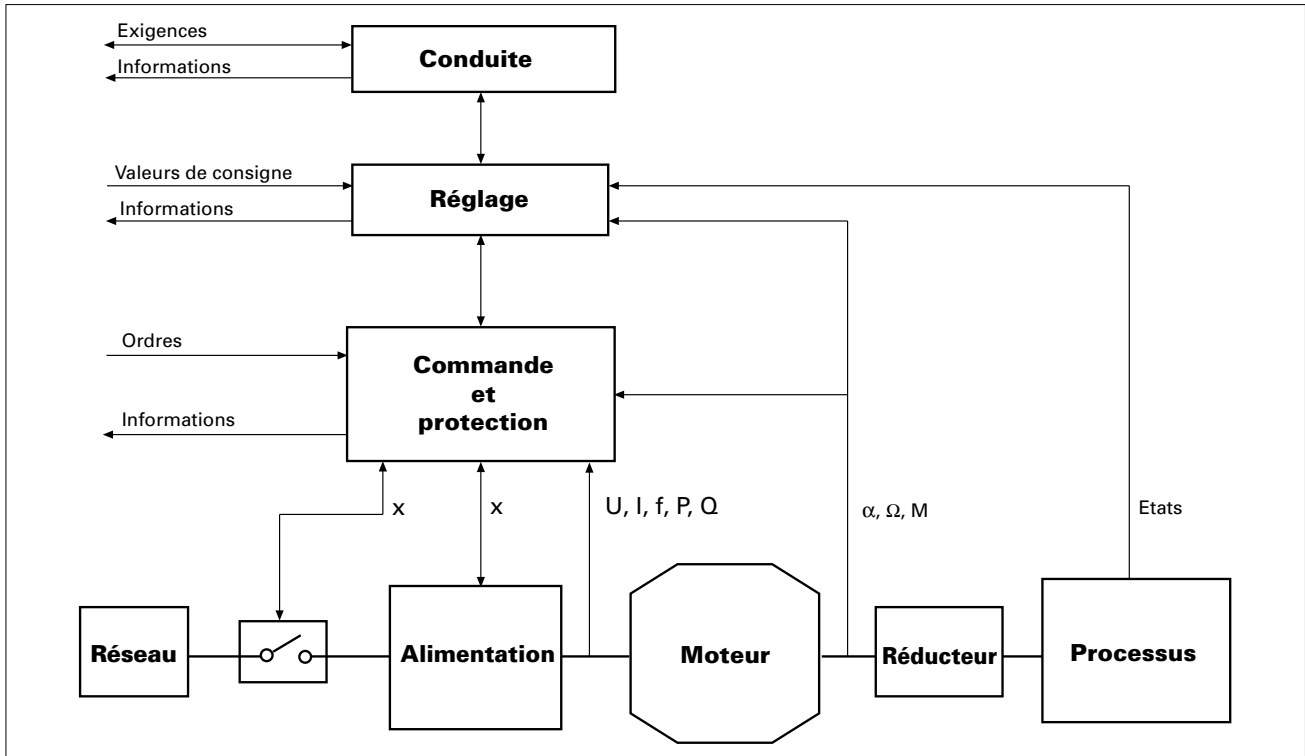 Exigences
Informations
Conduite
Valeurs de consigne
Informations
Réglage
Ordres
Informations
Commande
et
protection
x
x
U, I, f, P, Q
α, Ω, M
Etats
Réseau
Alimentation
Moteur
Réducteur
Processus